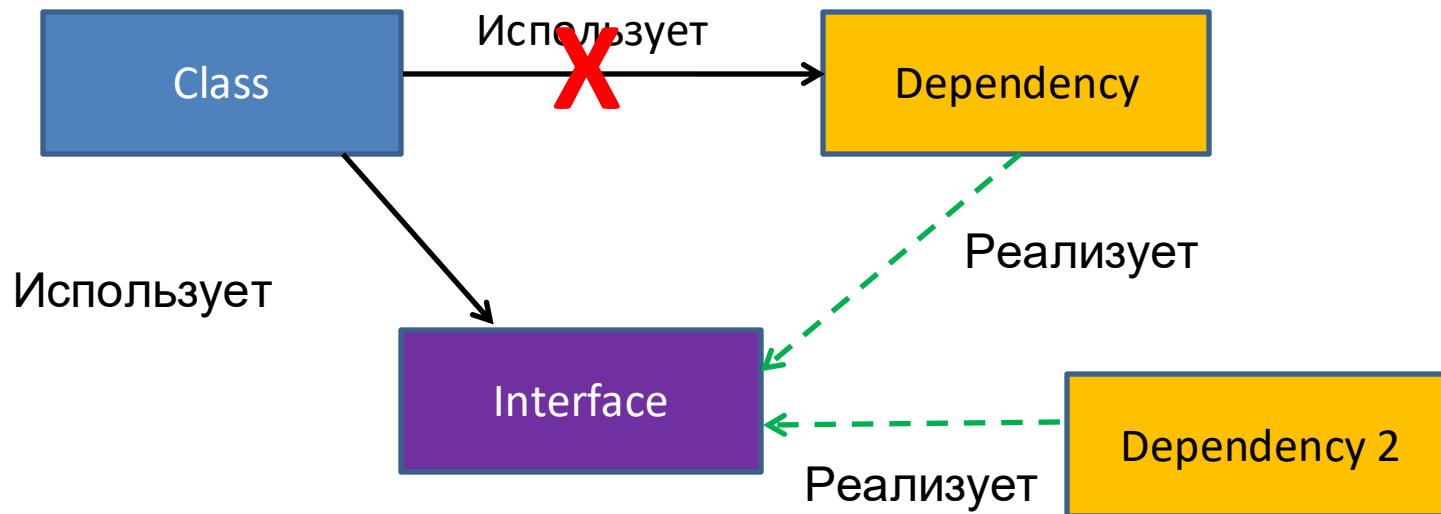 Использует
Class
Dependency
Реализует
Использует
Interface
Dependency 2
Реализует